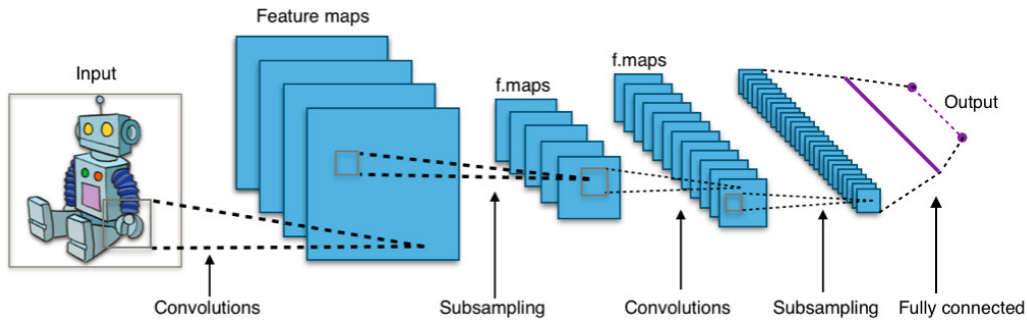 Feature maps
Input
f.maps
f.maps
Output
Convolutions
Subsampling
Convolutions
Subsampling
Fully connected